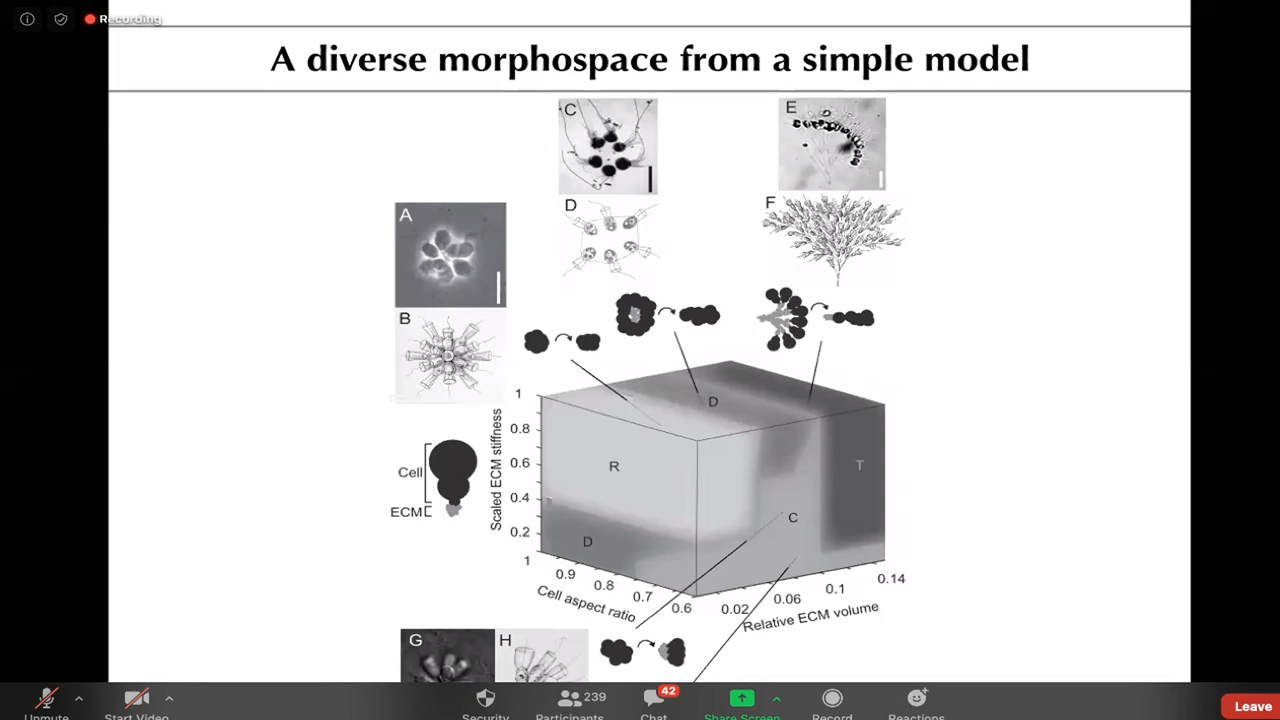 Recording
A diverse morphospace from a simple model
C
E
D
F
A
B
Cell
ECM
Scaled ECM stiffness
1
0.8
0.6
0.4
0.2
1
0.9
0.8
0.7
0.6
Cell aspect ratio
0.02
0.06
0.1
0.14
Relative ECM volume
D
R
T
C
D
G
H
Unmute
Start Video
Security
Participants
239
Chat
42
Share Screen
Record
Reactions
Leave